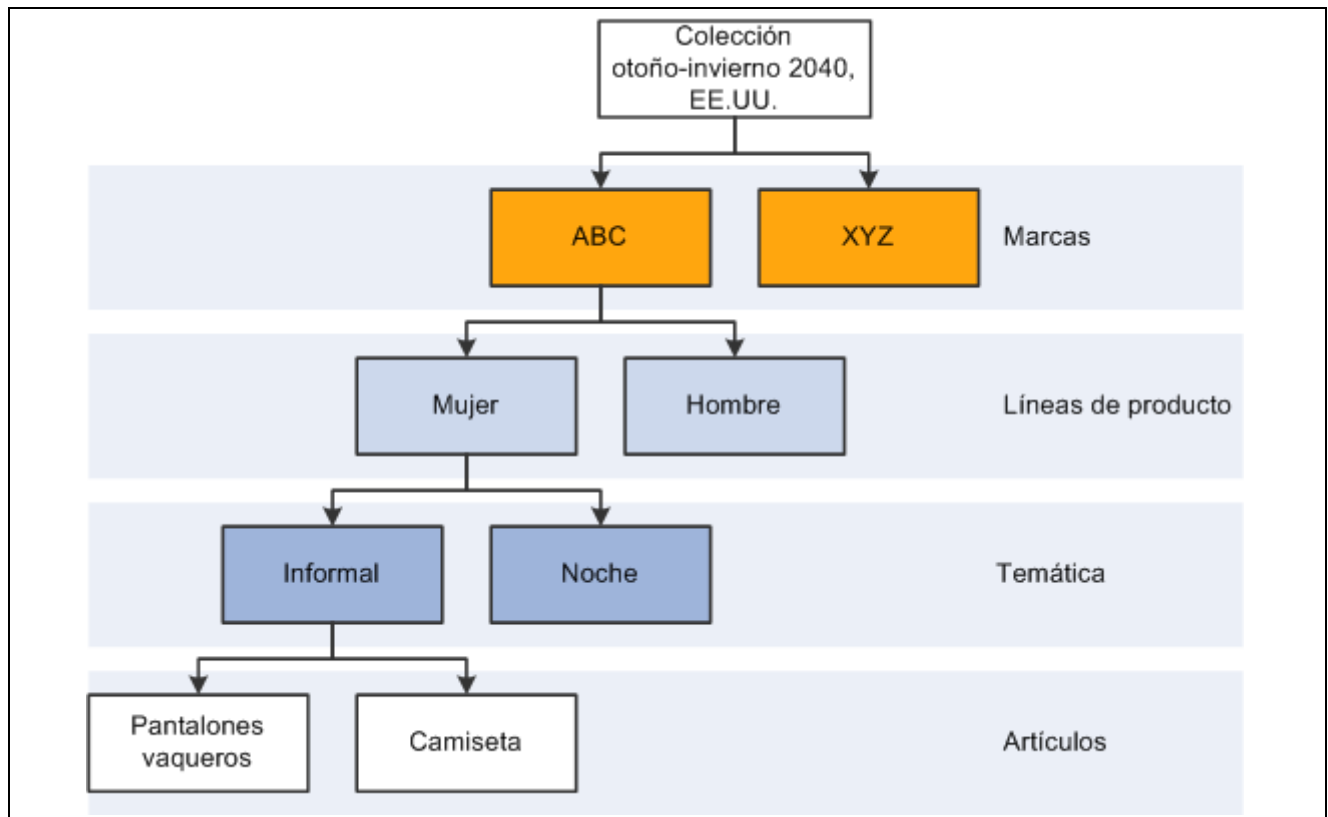 Colección
otoño-invierno 2040,
EE.UU.
ABC
XYZ
Marcas
Mujer
Hombre
Líneas de producto
Informal
Noche
Temática
Pantalones
vaqueros
Camiseta
Artículos